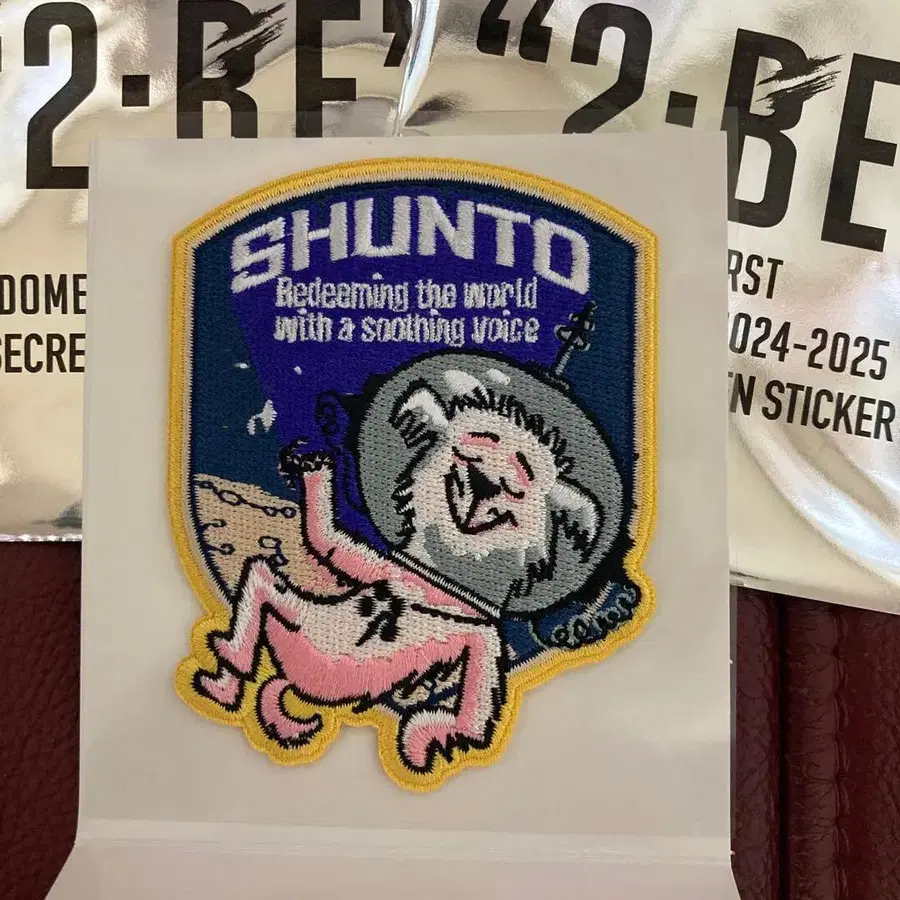 "2·BE"
"2·BE
DOME
SECRE
RST
024-2025
N STICKER
SHUNTO
Redeeming the world
with a soothing voice